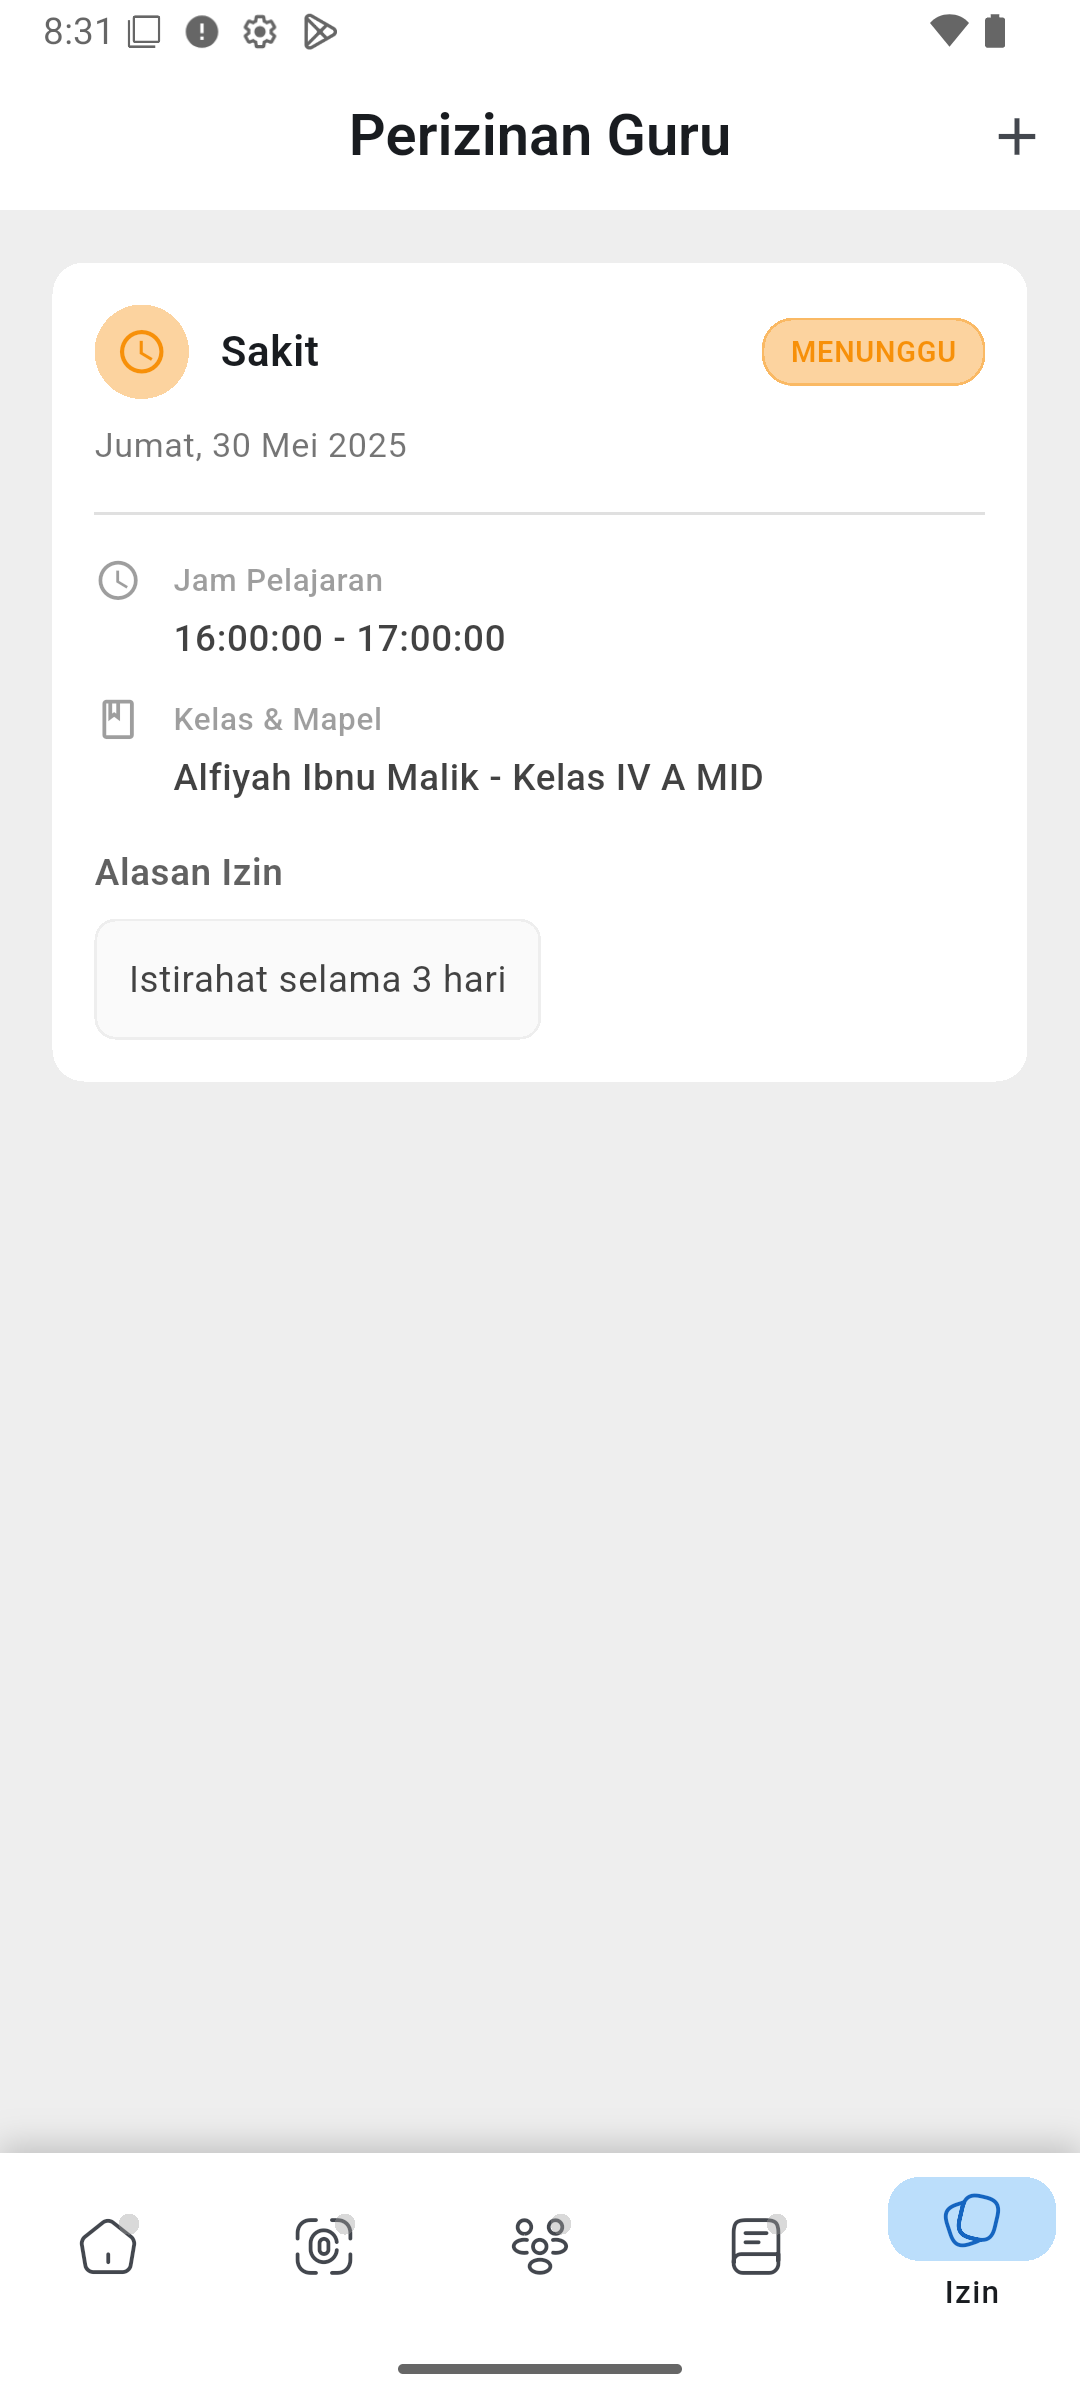 8:31
Perizinan Guru
Sakit
MENUNGGU
Jumat, 30 Mei 2025
Jam Pelajaran
16:00:00 - 17:00:00
Kelas & Mapel
Alfiyah Ibnu Malik - Kelas IV A MID
Alasan Izin
Istirahat selama 3 hari
Izin